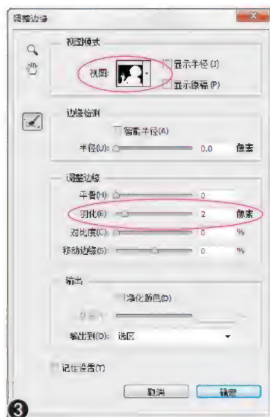 调整边缘
视图模式
视图:
显示半径(J)
显示原稿(P)
边缘检测
智能半径(A)
半径(U): 0.0 像素
调整边缘
平滑(H): 0
羽化(F): 2 像素
对比度(C): 0 %
移动边缘(S): 0 %
输出
净化颜色(D)
输出到(O): 选区
记住设置(T)
取消 确定
3